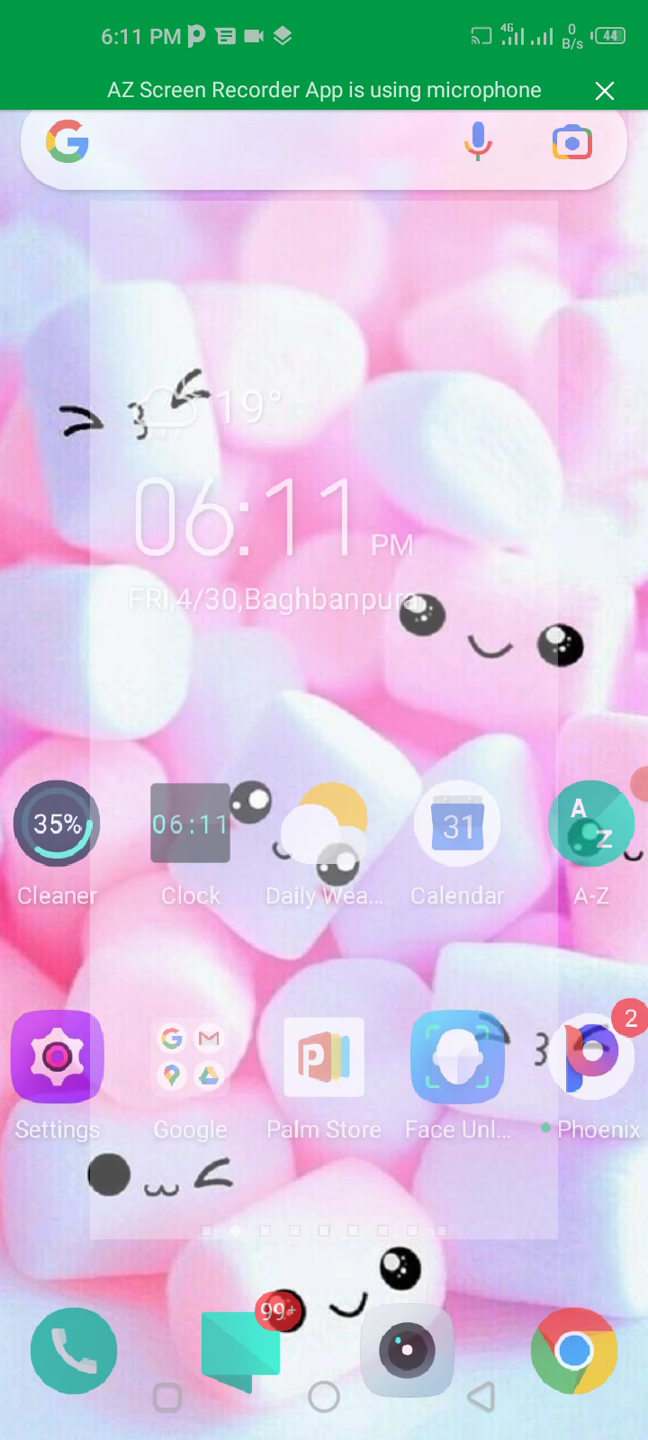 6:11 PM
4G
0
B/s
44
AZ Screen Recorder App is using microphone
19°
06:11 PM
FRI,4/30,Baghbanpura
35%
06:11
31
A
Z
Cleaner
Clock
Daily Wea...
Calendar
A-Z
2
Settings
Google
Palm Store
Face Unl...
Phoenix
99+